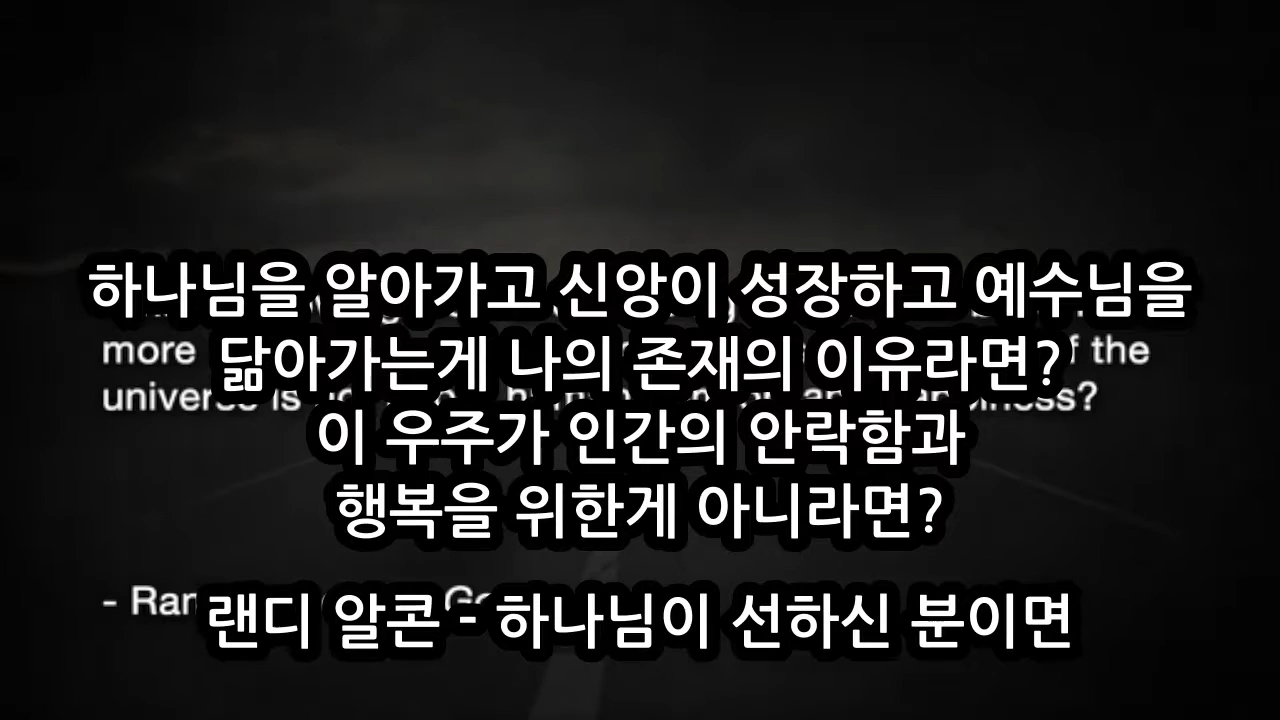 하나님을 알아가고 신앙이 성장하고 예수님을
more
닮아가는게 나의 존재의 이유라면?
the
이 우주가 인간의 안락함과
행복을 위한게 아니라면?
랜디 알콘 - 하나님이 선하신 분이면